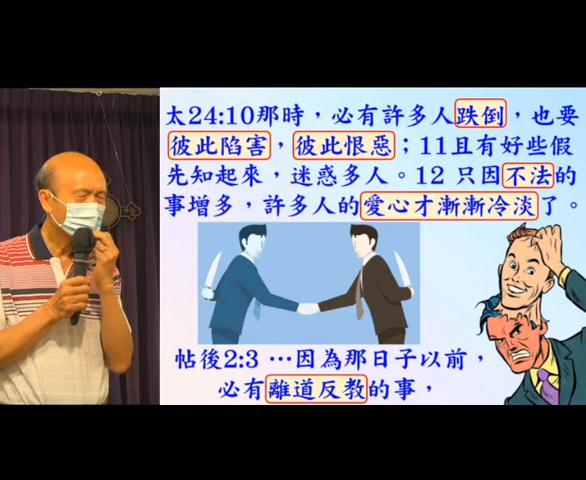 太24:10那時，必有許多人跌倒，也要
彼此陷害，彼此恨惡；11且有好些假
先知起來，迷惑多人。12 只因不法的
事增多，許多人的愛心才漸漸冷淡了。
帖後2:3 …因為那日子以前，
必有離道反教的事，